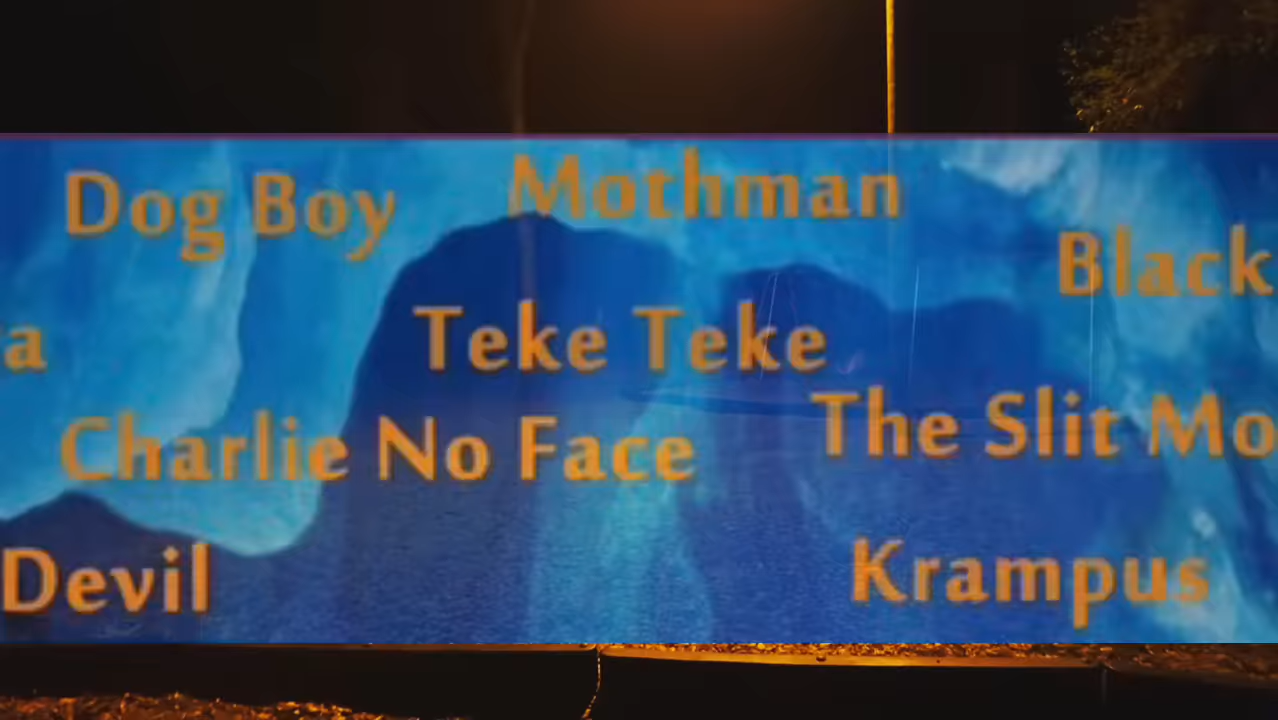 Dog Boy
Mothman
Black
a
Teke Teke
Charlie No Face
The Slit Mo
Devil
Krampus